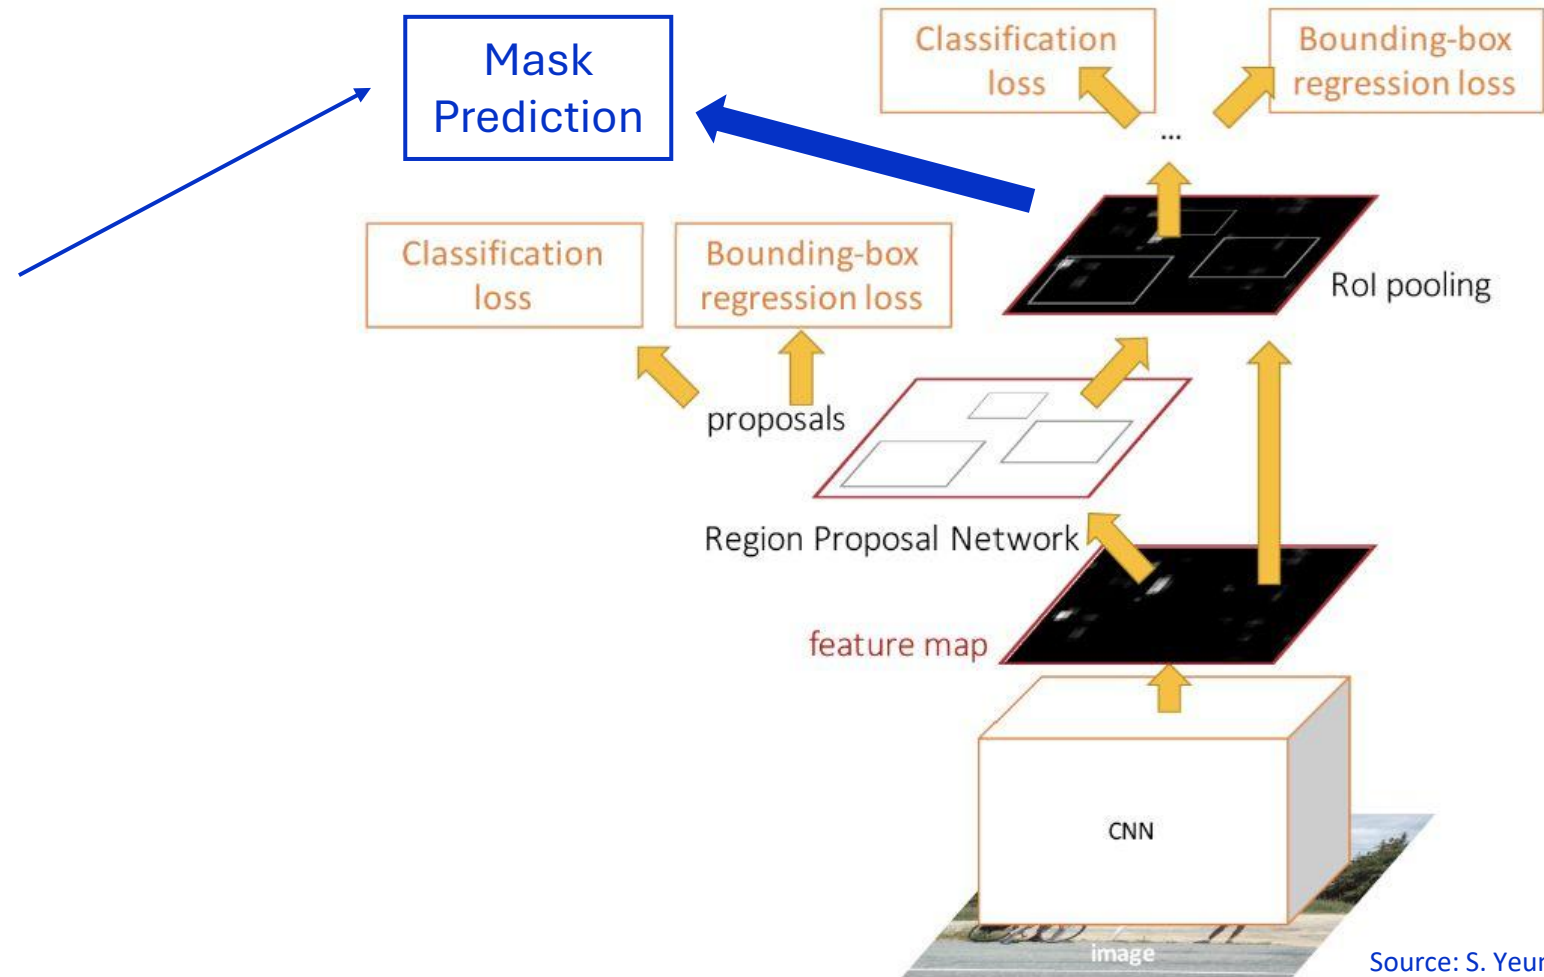 Mask
Prediction
Classification
loss
Bounding-box
regression loss
...
Classification
loss
Bounding-box
regression loss
RoI pooling
proposals
Region Proposal Network
feature map
CNN
image
Source: S. Yeun